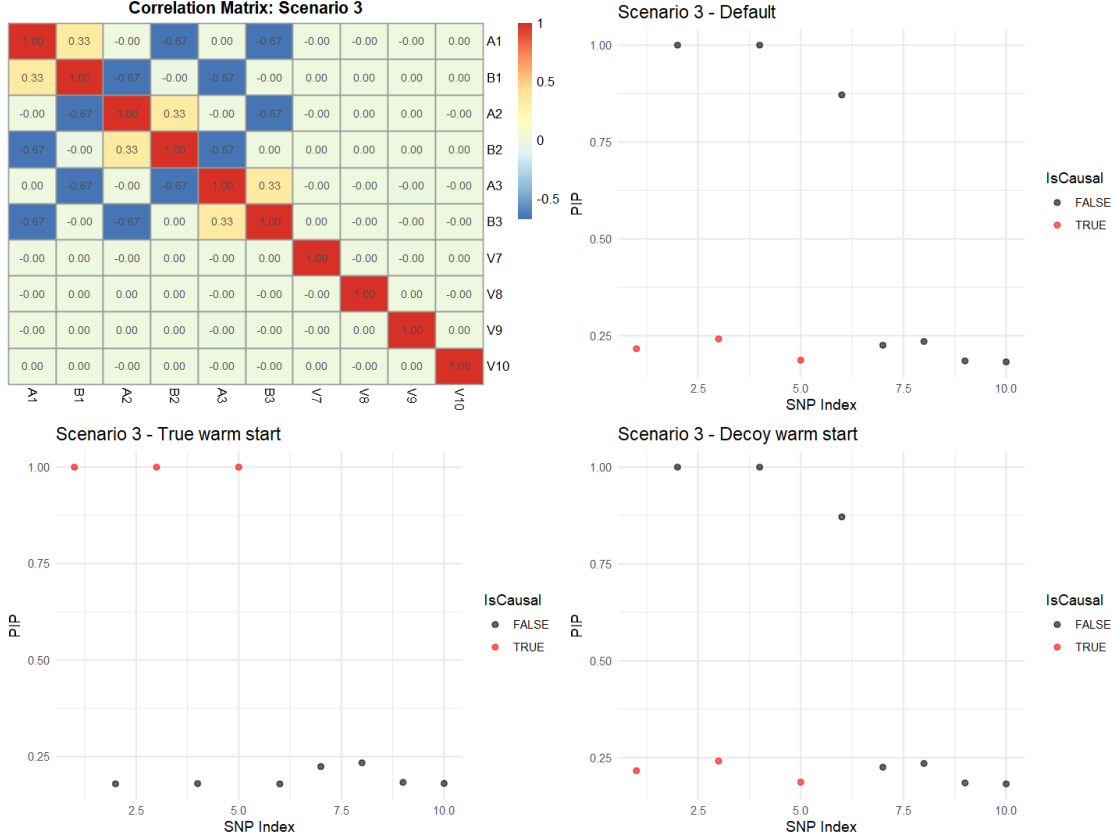 Correlation Matrix: Scenario 3
1.00 0.33 -0.00 -0.67 0.00 -0.67 -0.00 -0.00 -0.00 0.00 A1
0.33 1.00 -0.67 -0.00 -0.67 -0.00 0.00 0.00 0.00 0.00 B1
-0.00 -0.67 1.00 0.33 -0.00 -0.67 -0.00 0.00 0.00 0.00 A2
-0.67 -0.00 0.33 1.00 -0.67 0.00 0.00 0.00 0.00 0.00 B2
0.00 -0.67 -0.00 -0.67 1.00 0.33 -0.00 -0.00 -0.00 -0.00 A3
-0.67 -0.00 -0.67 0.00 0.33 1.00 0.00 -0.00 0.00 0.00 B3
-0.00 0.00 -0.00 0.00 -0.00 0.00 1.00 -0.00 -0.00 0.00 V7
-0.00 0.00 0.00 0.00 -0.00 -0.00 -0.00 1.00 0.00 -0.00 V8
-0.00 0.00 0.00 0.00 -0.00 0.00 -0.00 0.00 1.00 0.00 V9
0.00 0.00 0.00 0.00 -0.00 0.00 0.00 -0.00 0.00 1.00 V10
A1 B1 A2 B2 A3 B3 V7 V8 V9 V10
1
0.5
0
-0.5
Scenario 3 - Default
PIP
1.00
0.75
0.50
0.25
2.5 5.0 7.5 10.0
SNP Index
IsCausal
FALSE
TRUE
Scenario 3 - True warm start
PIP
1.00
0.75
0.50
0.25
2.5 5.0 7.5 10.0
SNP Index
IsCausal
FALSE
TRUE
Scenario 3 - Decoy warm start
PIP
1.00
0.75
0.50
0.25
2.5 5.0 7.5 10.0
SNP Index
IsCausal
FALSE
TRUE